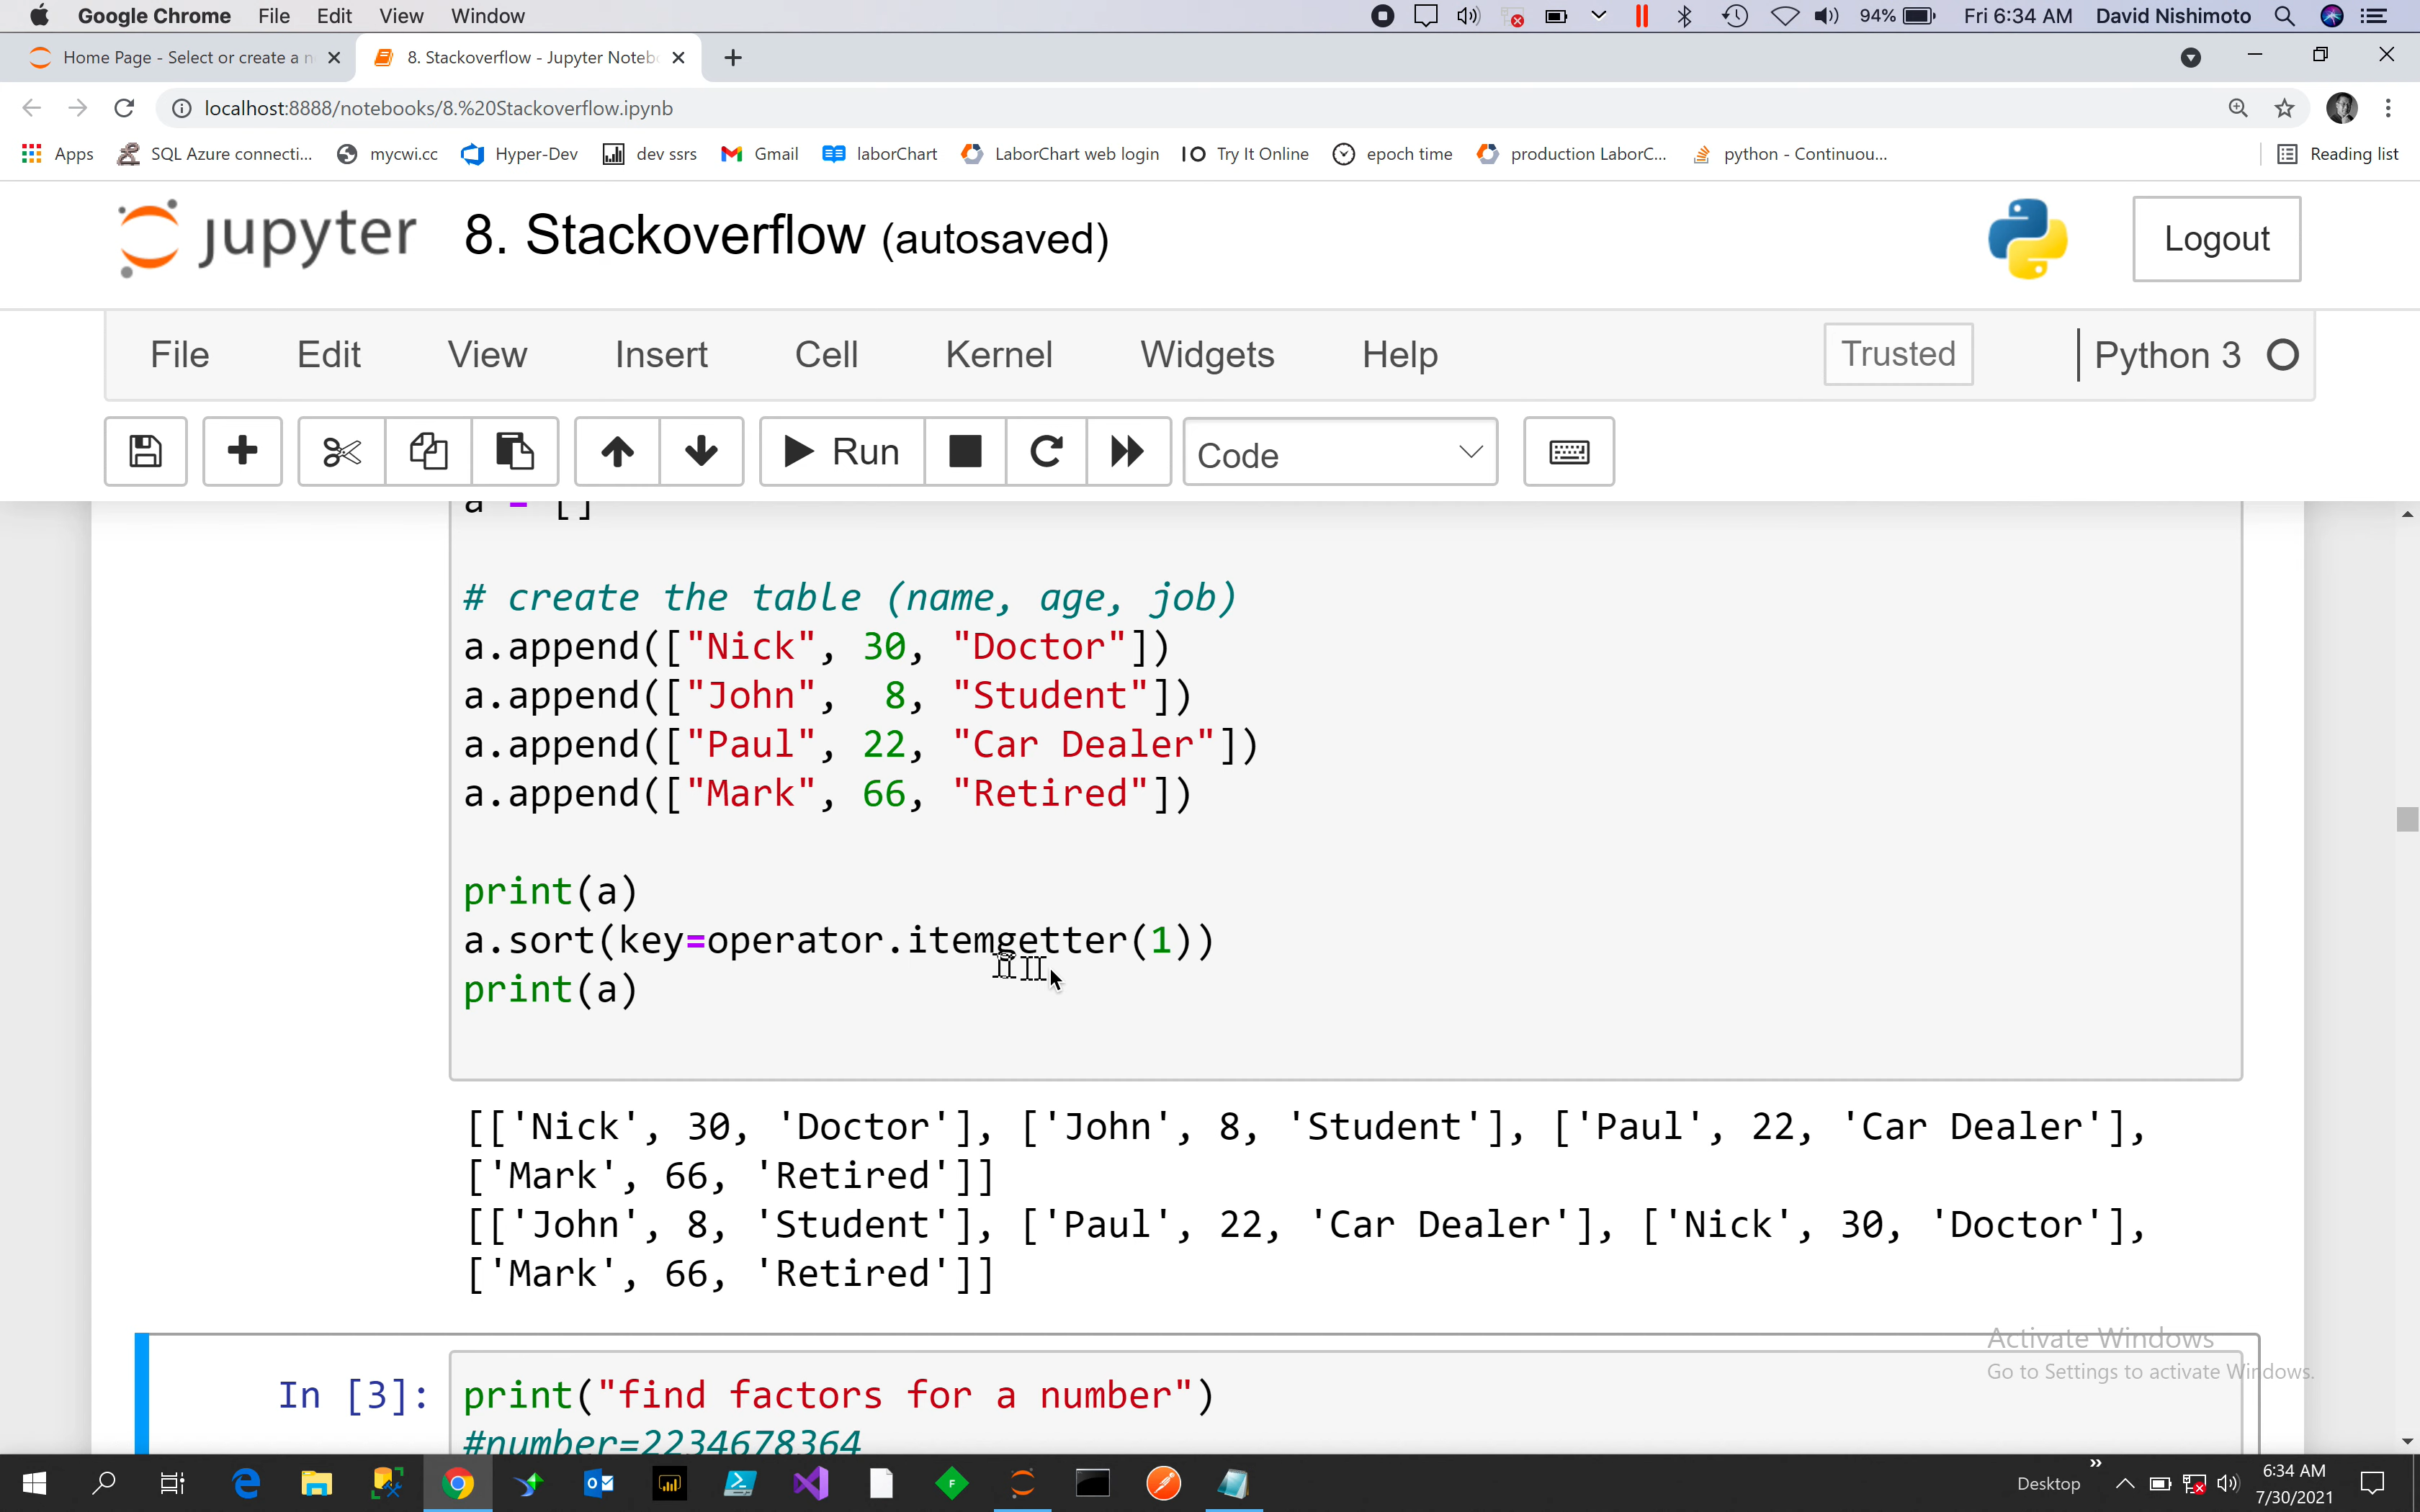 Google Chrome File Edit View Window 94% Fri 6:34 AM David Nishimoto
Home Page - Select or create a n 8. Stackoverflow - Jupyter Noteb
localhost:8888/notebooks/8.%20Stackoverflow.ipynb
Apps SQL Azure connecti... mycwi.cc Hyper-Dev dev ssrs Gmail laborChart LaborChart web login Try It Online epoch time production LaborC... python - Continuou... Reading list
jupyter 8. Stackoverflow (autosaved) Logout
File Edit View Insert Cell Kernel Widgets Help Trusted Python 3
Run Code
a = []
# create the table (name, age, job)
a.append(["Nick", 30, "Doctor"])
a.append(["John",  8, "Student"])
a.append(["Paul", 22, "Car Dealer"])
a.append(["Mark", 66, "Retired"])
print(a)
a.sort(key=operator.itemgetter(1))
print(a)
[['Nick', 30, 'Doctor'], ['John', 8, 'Student'], ['Paul', 22, 'Car Dealer'],
['Mark', 66, 'Retired']]
[['John', 8, 'Student'], ['Paul', 22, 'Car Dealer'], ['Nick', 30, 'Doctor'],
['Mark', 66, 'Retired']]
Activate Windows
Go to Settings to activate Windows.
In [3]: print("find factors for a number")
#number=2234678364
Desktop 6:34 AM
7/30/2021